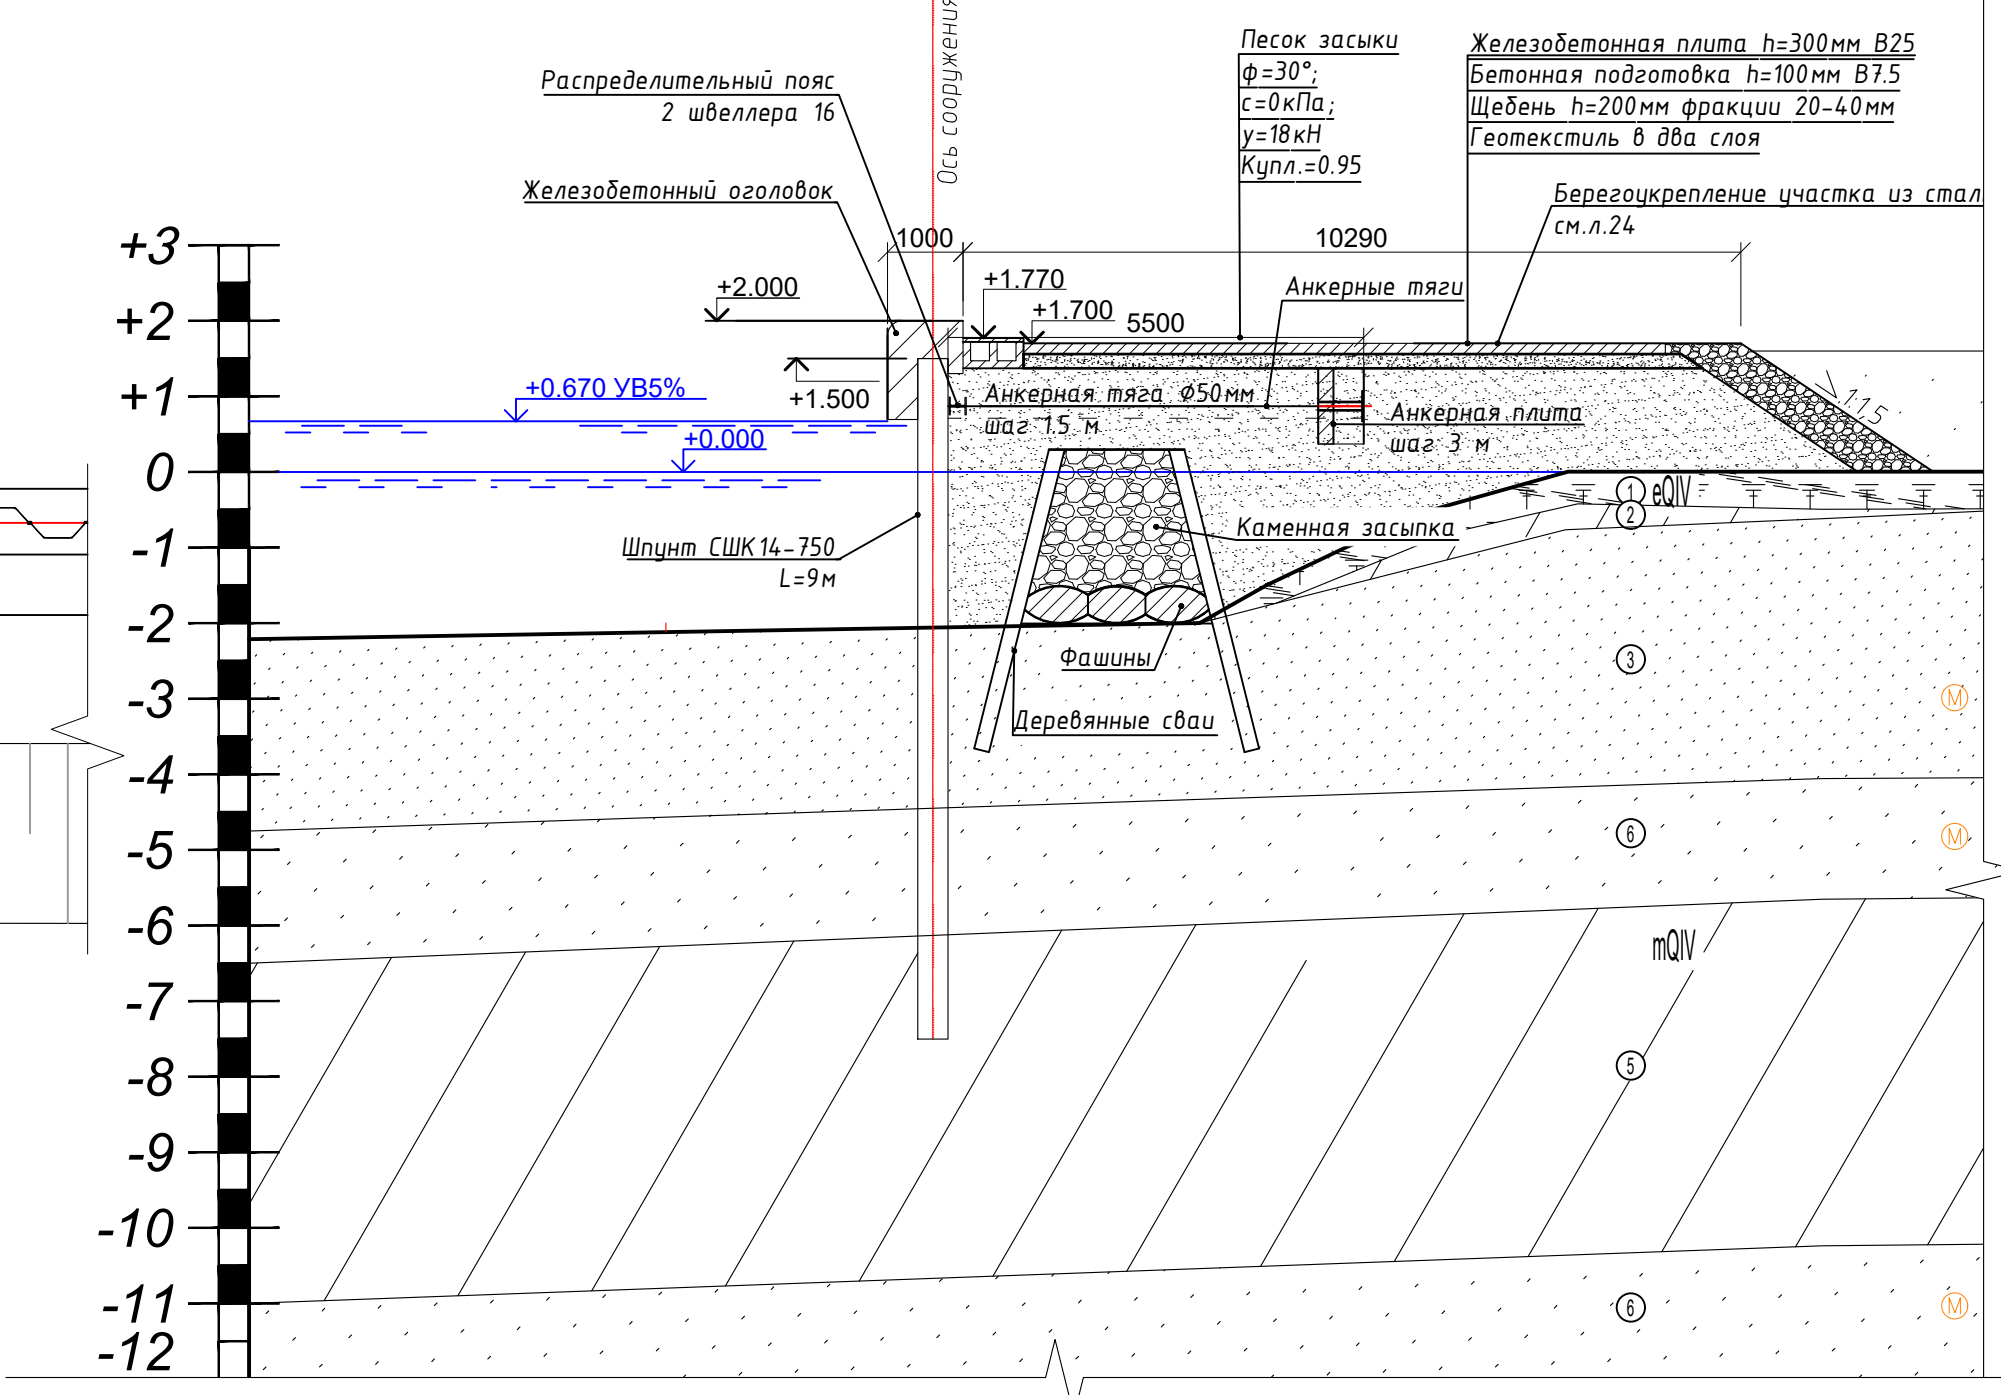 Ось сооружени
Песок засыки
φ=30°;
c=0кПа;
y=18кН
Купл.=0.95
Железобетонная плита h=300мм В25
Бетонная подготовка h=100мм В7.5
Щебень h=200мм фракции 20-40мм
Геотекстиль в два слоя
Распределительный пояс
2 швеллера 16
Железобетонный оголовок
Берегоукрепление участка из стал
см.л.24
1000
10290
+2.000
+1.770
+1.700
5500
Анкерные тяги
+1.500
+0.670 УВ5%
+0.000
Анкерная тяга Ф50мм
шаг 1.5 м
Анкерная плита
шаг 3 м
1:1.5
1
eQIV
2
Каменная засыпка
Шпунт СШК14-750
L=9м
Фашины
3
Деревянные сваи
М
6
М
mQIV
5
6
М
+3
+2
+1
0
-1
-2
-3
-4
-5
-6
-7
-8
-9
-10
-11
-12